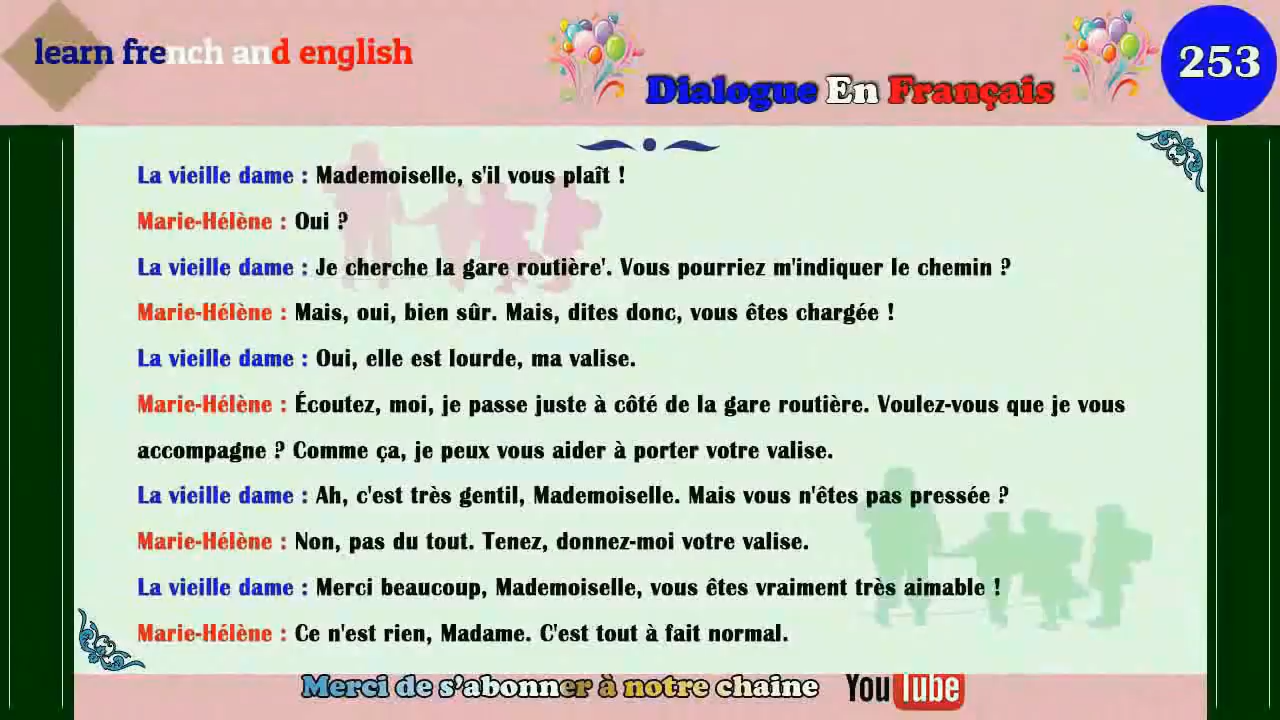 learn french and english
Dialogue En Français
253
La vieille dame : Mademoiselle, s'il vous plaît !
Marie-Hélène : Oui ?
La vieille dame : Je cherche la gare routière'. Vous pourriez m'indiquer le chemin ?
Marie-Hélène : Mais, oui, bien sûr. Mais, dites donc, vous êtes chargée !
La vieille dame : Oui, elle est lourde, ma valise.
Marie-Hélène : Écoutez, moi, je passe juste à côté de la gare routière. Voulez-vous que je vous
accompagne ? Comme ça, je peux vous aider à porter votre valise.
La vieille dame : Ah, c'est très gentil, Mademoiselle. Mais vous n'êtes pas pressée ?
Marie-Hélène : Non, pas du tout. Tenez, donnez-moi votre valise.
La vieille dame : Merci beaucoup, Mademoiselle, vous êtes vraiment très aimable !
Marie-Hélène : Ce n'est rien, Madame. C'est tout à fait normal.
Merci de s'abonner à notre chaine YouTube